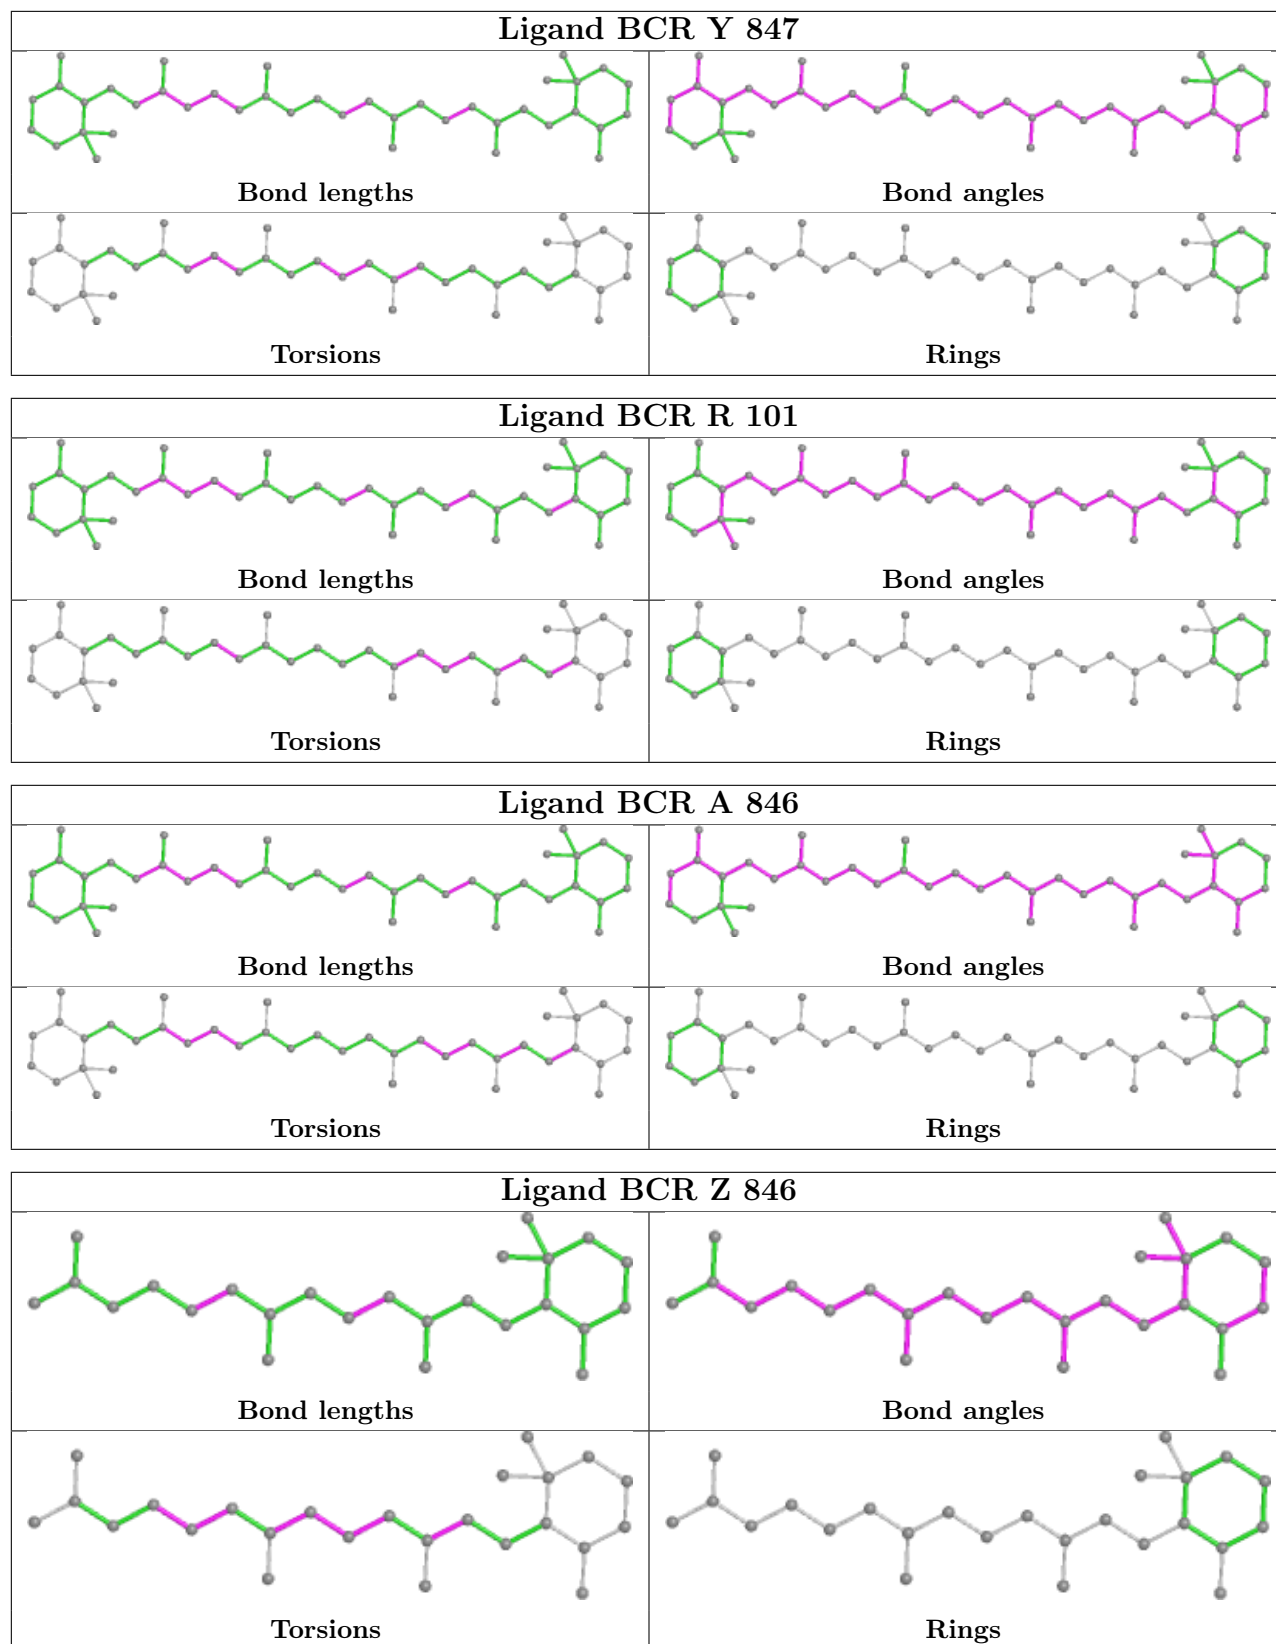 Ligand BCR Y 847
Bond lengths
Bond angles
Torsions
Rings
Ligand BCR R 101
Bond lengths
Bond angles
Torsions
Rings
Ligand BCR A 846
Bond lengths
Bond angles
Torsions
Rings
Ligand BCR Z 846
Bond lengths
Bond angles
Torsions
Rings